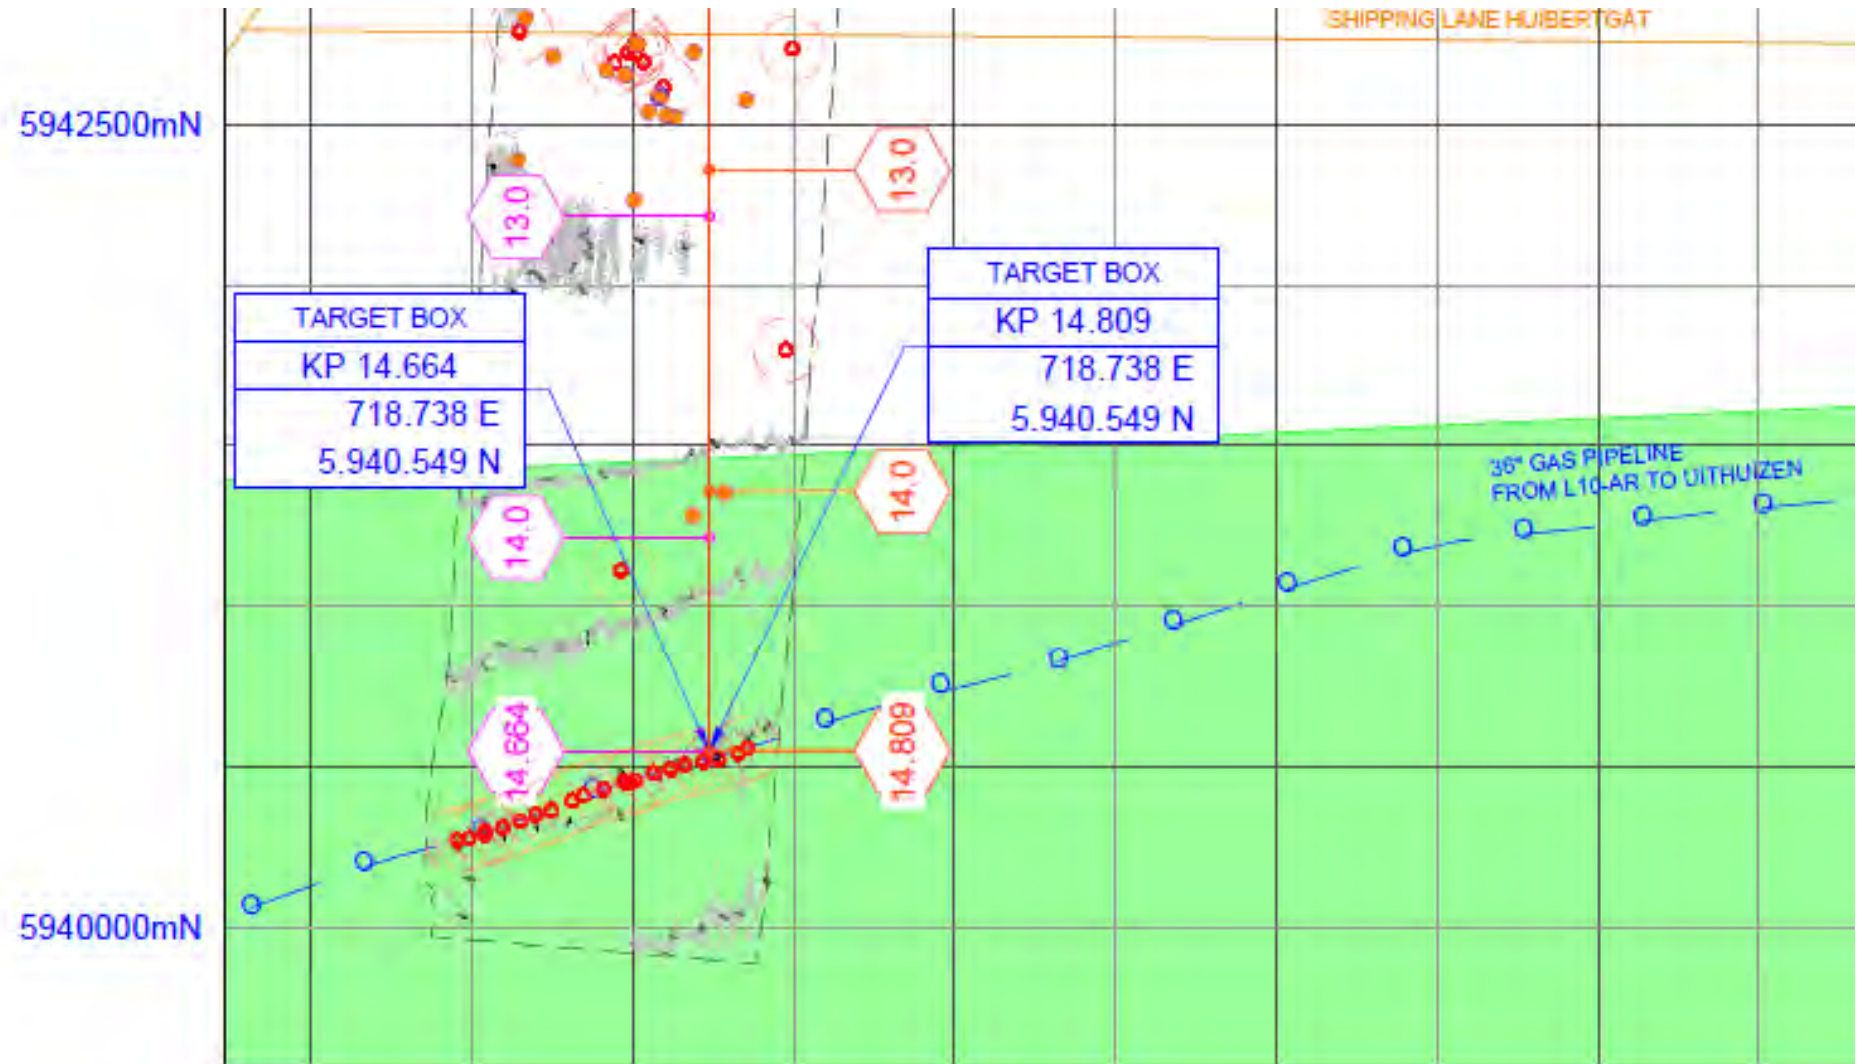 SHIPPING LANE HUIBERTGAT
5942500mN
13.0
13.0
TARGET BOX
KP 14.809
718.738 E
5.940.549 N
TARGET BOX
KP 14.664
718.738 E
5.940.549 N
36" GAS PIPELINE
FROM L10-AR TO UITHUIZEN
14.0
14.0
14.664
14.809
5940000mN